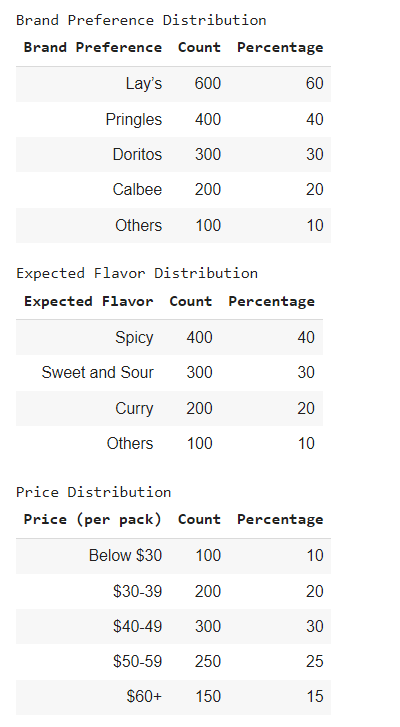 Brand Preference Distribution
Brand Preference Count Percentage
Lay's 600 60
Pringles 400 40
Doritos 300 30
Calbee 200 20
Others 100 10
Expected Flavor Distribution
Expected Flavor Count Percentage
Spicy 400 40
Sweet and Sour 300 30
Curry 200 20
Others 100 10
Price Distribution
Price (per pack) Count Percentage
Below $30 100 10
$30-39 200 20
$40-49 300 30
$50-59 250 25
$60+ 150 15